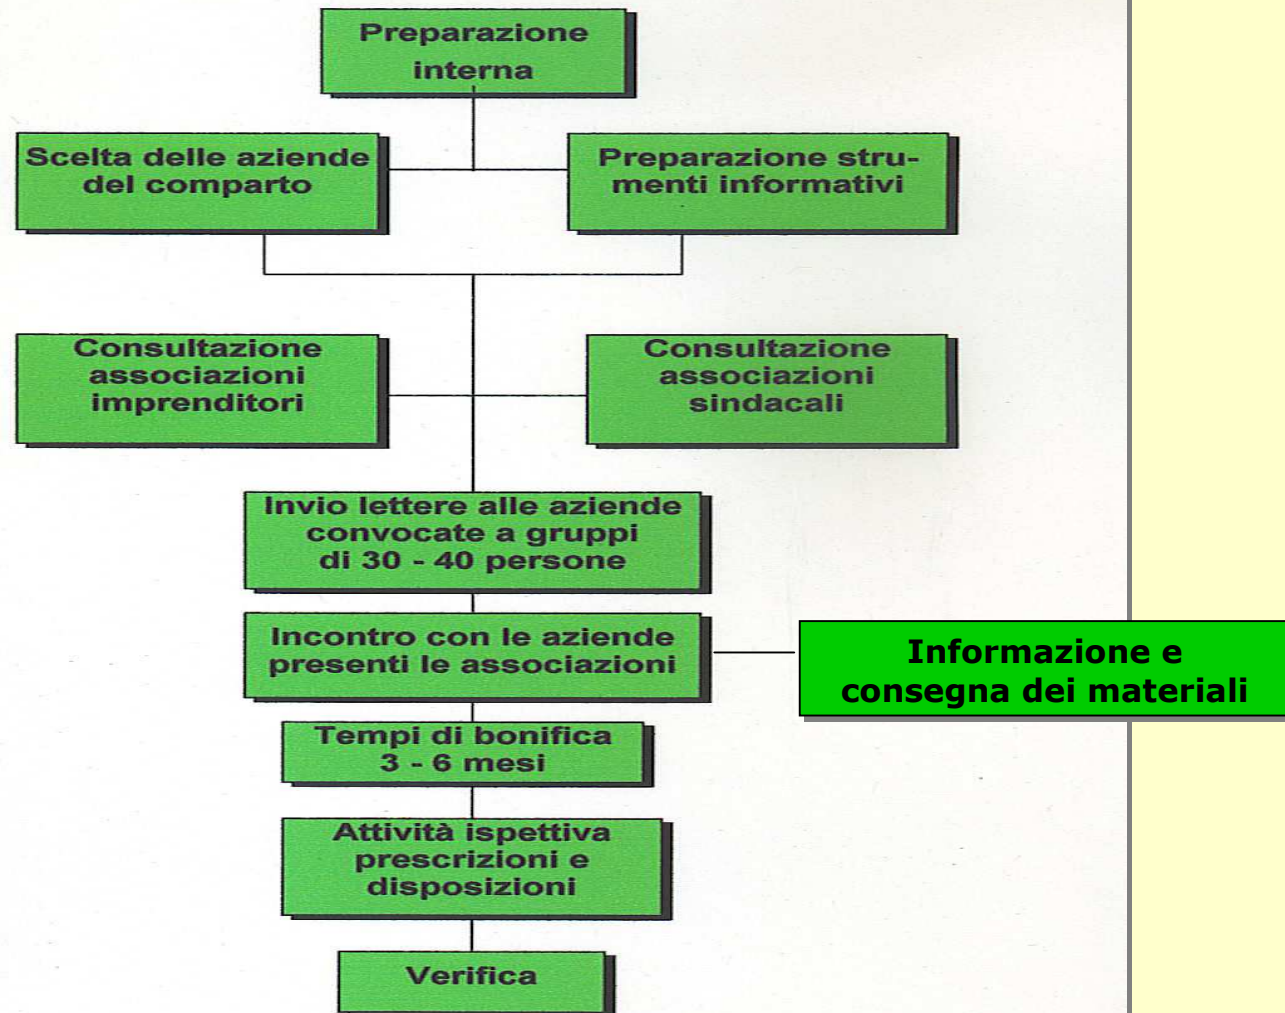 Preparazione
interna
Scelta delle aziende
del comparto
Preparazione stru-
menti informativi
Consultazione
associazioni
imprenditori
Consultazione
associazioni
sindacali
Invio lettere alle aziende
convocate a gruppi
di 30 - 40 persone
Incontro con le aziende
presenti le associazioni
Informazione e
consegna dei materiali
Tempi di bonifica
3 - 6 mesi
Attività ispettiva
prescrizioni e
disposizioni
Verifica